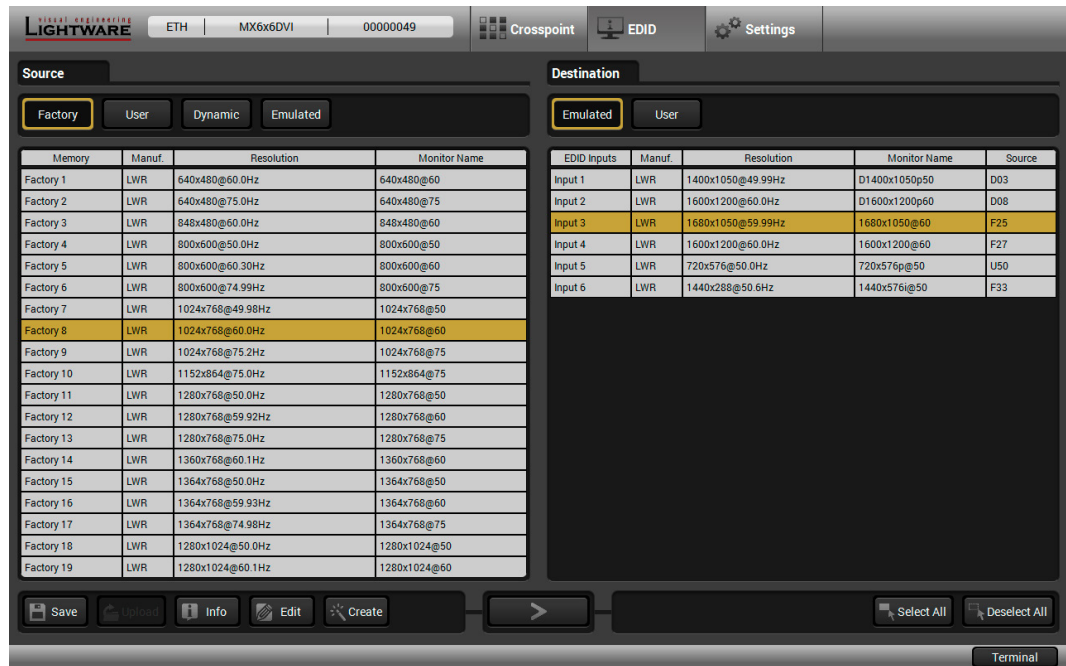 visual engineering
LIGHTWARE ETH | MX6x6DVI | 00000049 Crosspoint EDID Settings
Source
Factory User Dynamic Emulated
Memory Manuf. Resolution Monitor Name
Factory 1 LWR 640x480@60.0Hz 640x480@60
Factory 2 LWR 640x480@75.0Hz 640x480@75
Factory 3 LWR 848x480@60.0Hz 848x480@60
Factory 4 LWR 800x600@50.0Hz 800x600@50
Factory 5 LWR 800x600@60.30Hz 800x600@60
Factory 6 LWR 800x600@74.99Hz 800x600@75
Factory 7 LWR 1024x768@49.98Hz 1024x768@50
Factory 8 LWR 1024x768@60.0Hz 1024x768@60
Factory 9 LWR 1024x768@75.2Hz 1024x768@75
Factory 10 LWR 1152x864@75.0Hz 1152x864@75
Factory 11 LWR 1280x768@50.0Hz 1280x768@50
Factory 12 LWR 1280x768@59.92Hz 1280x768@60
Factory 13 LWR 1280x768@75.0Hz 1280x768@75
Factory 14 LWR 1360x768@60.1Hz 1360x768@60
Factory 15 LWR 1364x768@50.0Hz 1364x768@50
Factory 16 LWR 1364x768@59.93Hz 1364x768@60
Factory 17 LWR 1364x768@74.98Hz 1364x768@75
Factory 18 LWR 1280x1024@50.0Hz 1280x1024@50
Factory 19 LWR 1280x1024@60.1Hz 1280x1024@60
Destination
Emulated User
EDID Inputs Manuf. Resolution Monitor Name Source
Input 1 LWR 1400x1050@49.99Hz D1400x1050p50 D03
Input 2 LWR 1600x1200@60.0Hz D1600x1200p60 D08
Input 3 LWR 1680x1050@59.99Hz 1680x1050@60 F25
Input 4 LWR 1600x1200@60.0Hz 1600x1200@60 F27
Input 5 LWR 720x576@50.0Hz 720x576p@50 U50
Input 6 LWR 1440x288@50.6Hz 1440x576i@50 F33
Save Upload Info Edit Create > Select All Deselect All
Terminal